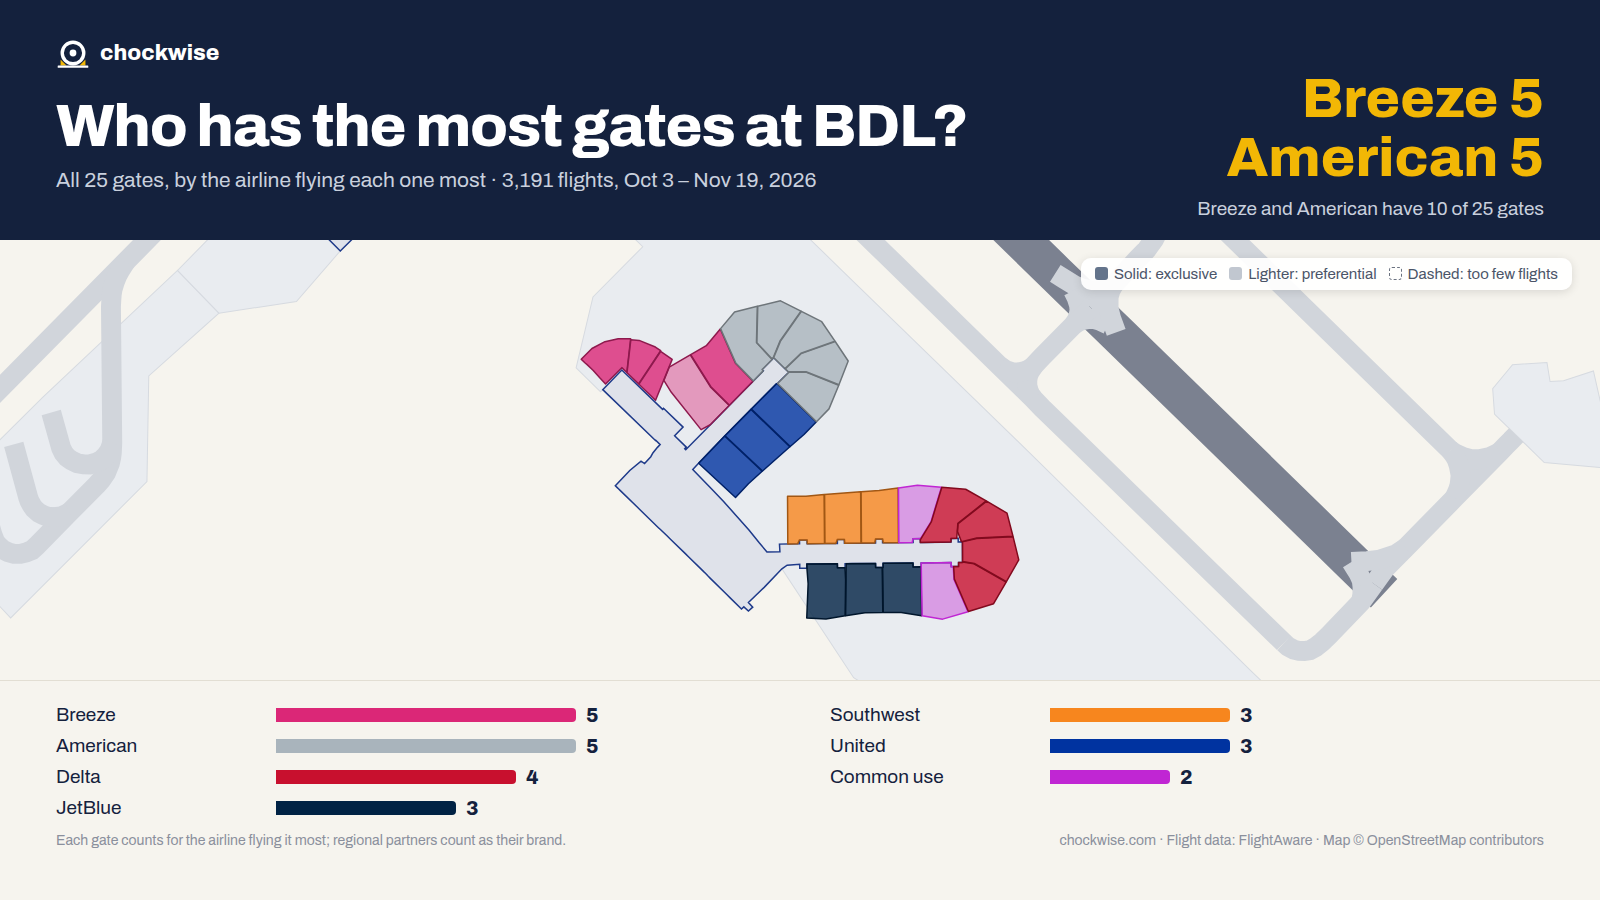 chockwise
Who has the most gates at BDL?
All 25 gates, by the airline flying each one most · 3,191 flights, Oct 3 – Nov 19, 2026
Breeze 5
American 5
Breeze and American have 10 of 25 gates
Solid: exclusive
Lighter: preferential
Dashed: too few flights
Breeze 5
American 5
Delta 4
JetBlue 3
Southwest 3
United 3
Common use 2
Each gate counts for the airline flying it most; regional partners count as their brand.
chockwise.com · Flight data: FlightAware · Map © OpenStreetMap contributors